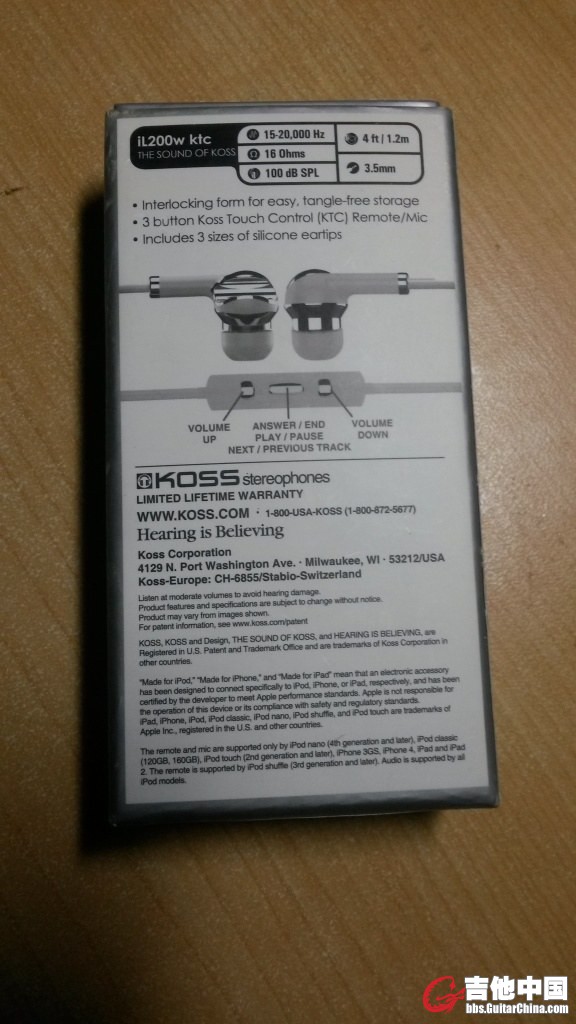 iL200w ktc
THE SOUND OF KOSS
15-20,000 Hz
16 Ohms
100 dB SPL
4 ft / 1.2m
3.5mm
• Interlocking form for easy, tangle-free storage
• 3 button Koss Touch Control (KTC) Remote/Mic
• Includes 3 sizes of silicone eartips
VOLUME
UP
ANSWER / END
PLAY / PAUSE
NEXT / PREVIOUS TRACK
VOLUME
DOWN
KOSS stereophones
LIMITED LIFETIME WARRANTY
WWW.KOSS.COM · 1-800-USA-KOSS (1-800-872-5677)
Hearing is Believing
Koss Corporation
4129 N. Port Washington Ave. · Milwaukee, WI · 53212/USA
Koss-Europe: CH-6855/Stabio-Switzerland
Listen at moderate volumes to avoid hearing damage.
Product features and specifications are subject to change without notice.
Product may vary from images shown.
For patent information, see www.koss.com/patent
KOSS, KOSS and Design, THE SOUND OF KOSS, and HEARING IS BELIEVING, are
Registered in U.S. Patent and Trademark Office and are trademarks of Koss Corporation in
other countries.
"Made for iPod," "Made for iPhone," and "Made for iPad" mean that an electronic accessory
has been designed to connect specifically to iPod, iPhone, or iPad, respectively, and has been
certified by the developer to meet Apple performance standards. Apple is not responsible for
the operation of this device or its compliance with safety and regulatory standards.
iPad, iPhone, iPod, iPod classic, iPod nano, iPod shuffle, and iPod touch are trademarks of
Apple Inc., registered in the U.S. and other countries.
The remote and mic are supported only by iPod nano (4th generation and later), iPod classic
(120GB, 160GB), iPod touch (2nd generation and later), iPhone 3GS, iPhone 4, iPad and iPad
2. The remote is supported by iPod shuffle (3rd generation and later). Audio is supported by all
iPod models.
吉他中国
bbs.GuitarChina.com